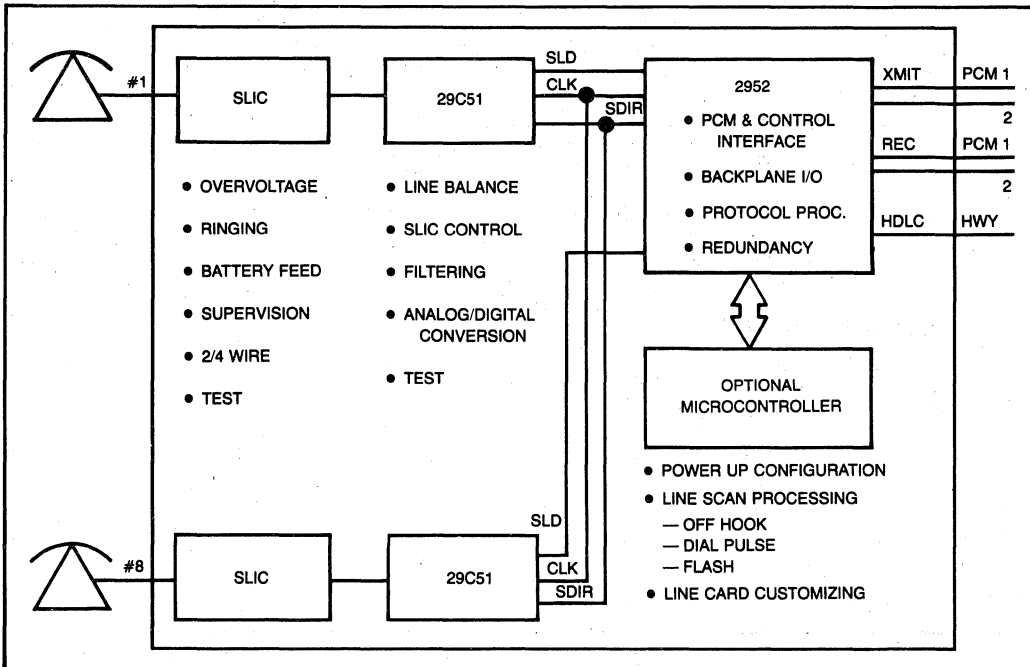 #1
SLIC
29C51
SLD
CLK
SDIR
2952
• PCM & CONTROL
INTERFACE
• BACKPLANE I/O
• PROTOCOL PROC.
• REDUNDANCY
XMIT
PCM 1
2
REC
PCM 1
2
HDLC
HWY
• OVERVOLTAGE
• RINGING
• BATTERY FEED
• SUPERVISION
• 2/4 WIRE
• TEST
• LINE BALANCE
• SLIC CONTROL
• FILTERING
• ANALOG/DIGITAL
CONVERSION
• TEST
OPTIONAL
MICROCONTROLLER
• POWER UP CONFIGURATION
• LINE SCAN PROCESSING
— OFF HOOK
— DIAL PULSE
— FLASH
• LINE CARD CUSTOMIZING
#8
SLIC
29C51
SLD
CLK
SDIR